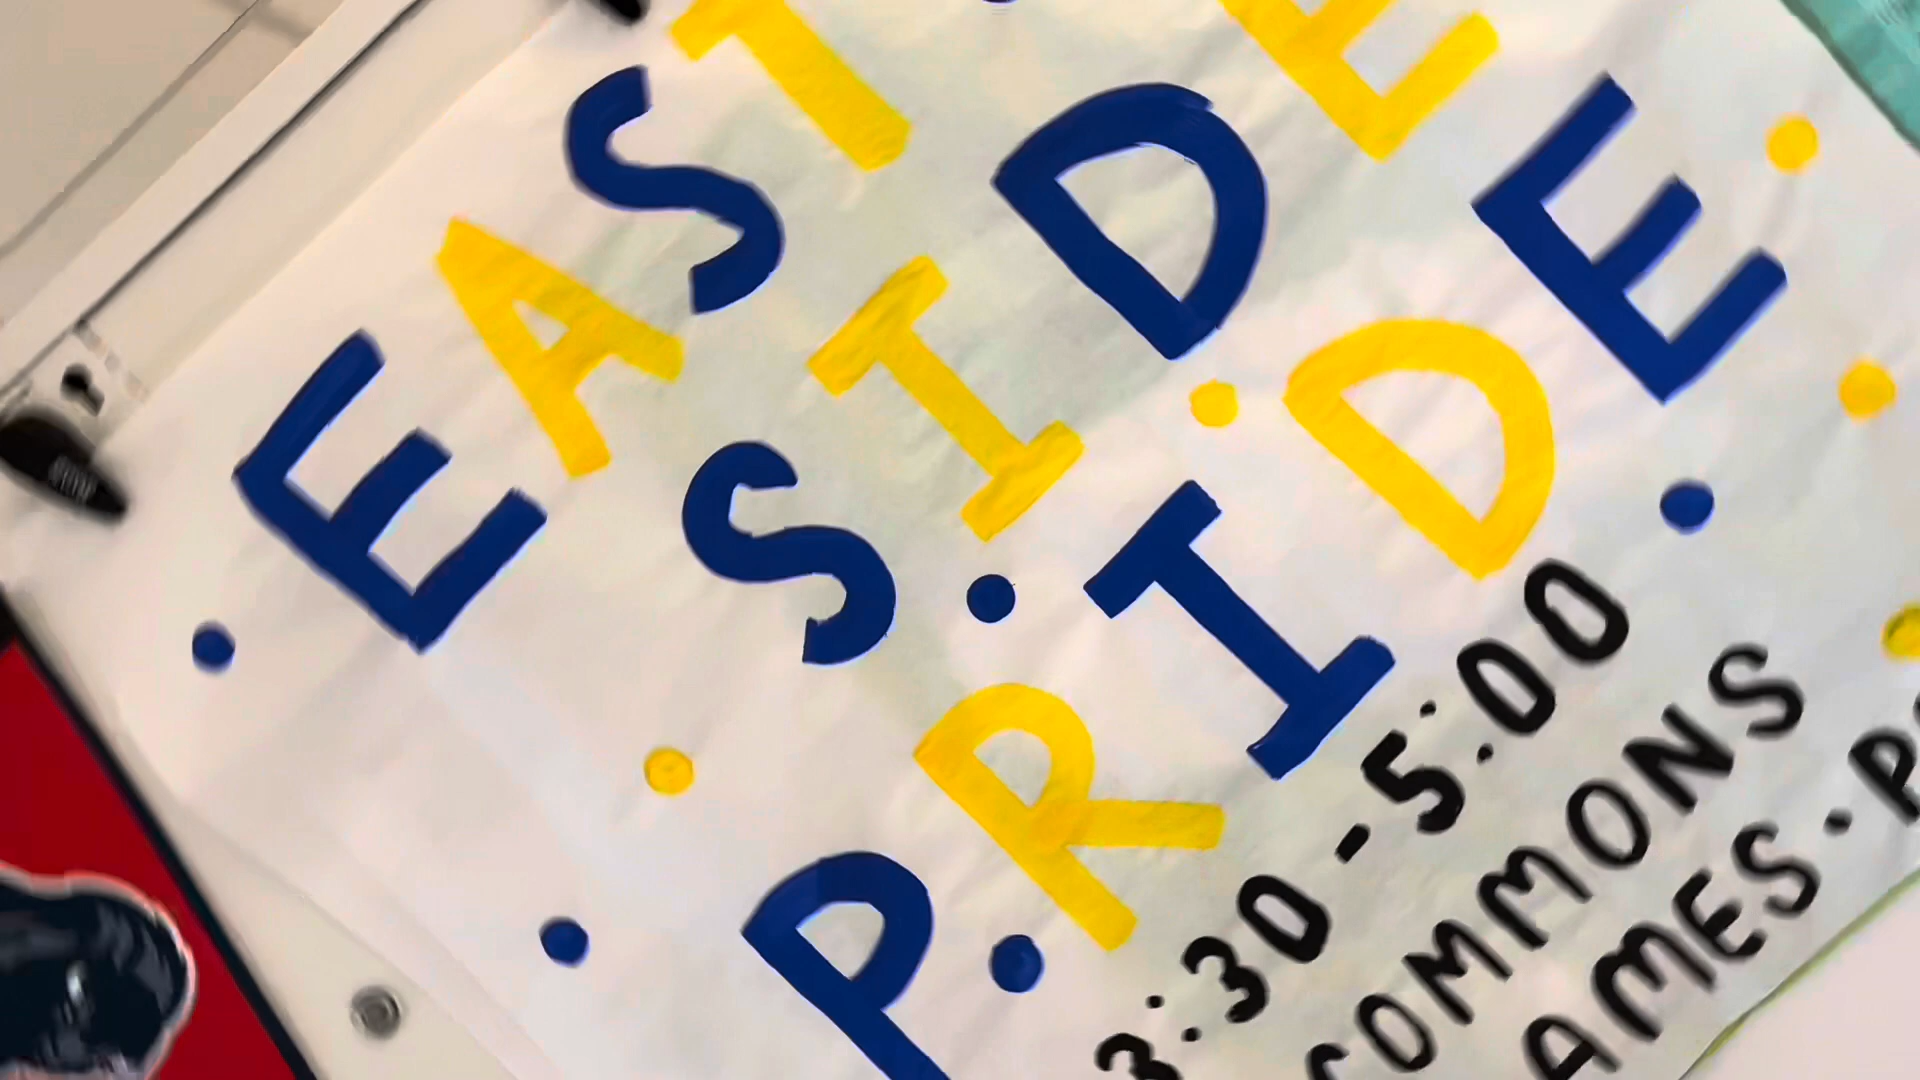 EAST
SIDE
PRIDE
3:30-5:00
COMMONS
AMES · P